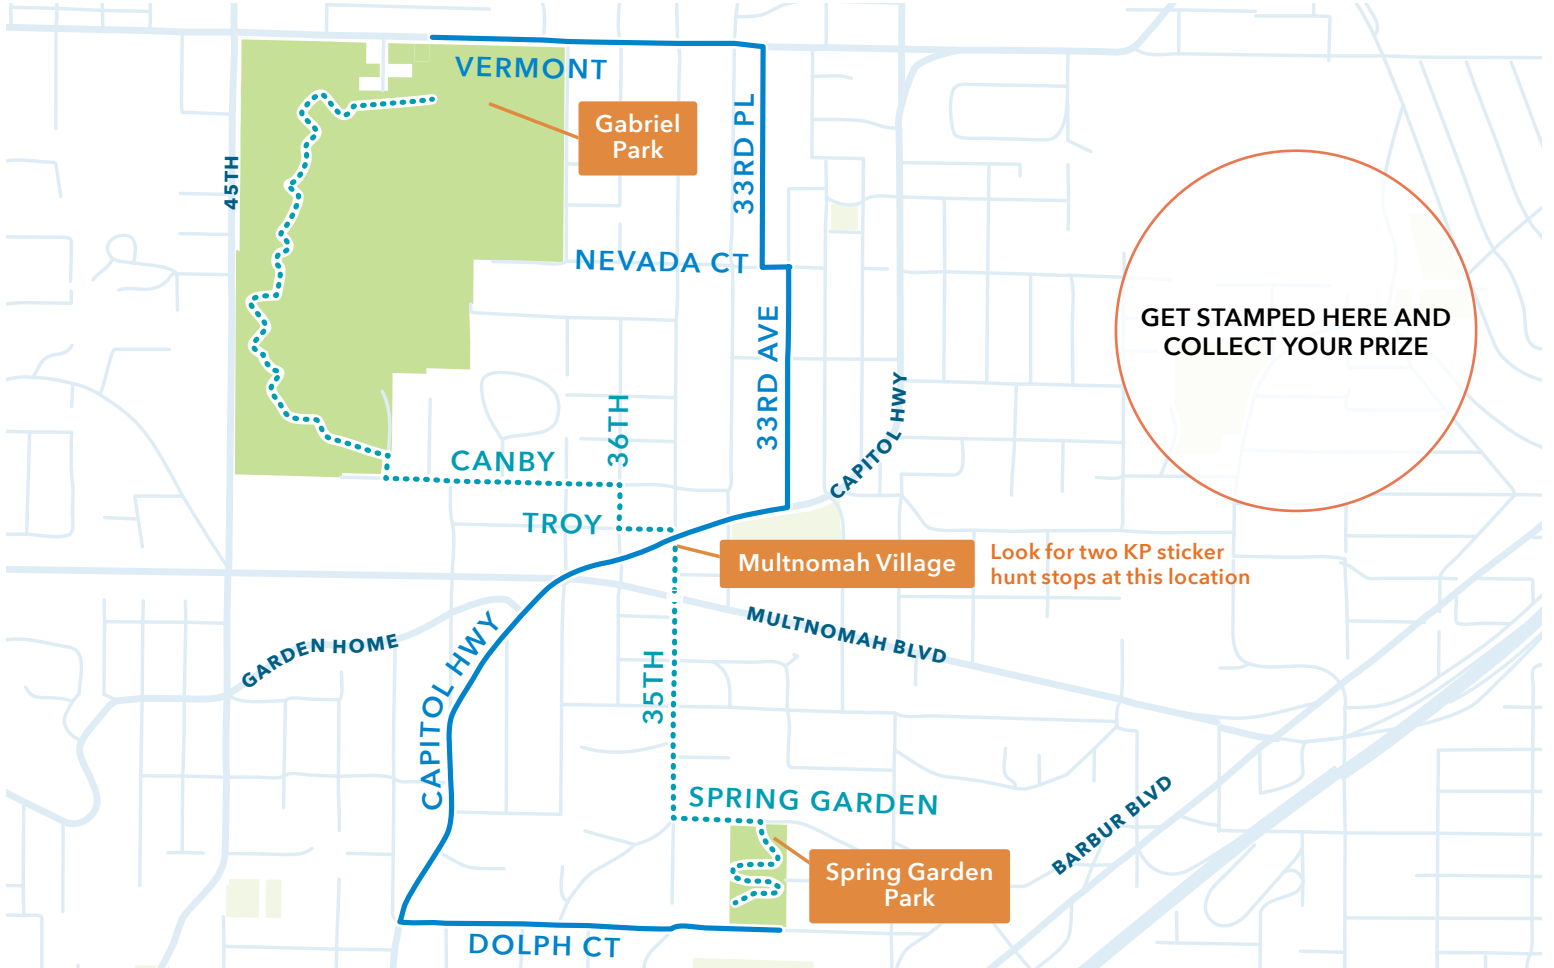 VERMONT
Gabriel
Park
33RD PL
45TH
NEVADA CT
GET STAMPED HERE AND
COLLECT YOUR PRIZE
33RD AVE
36TH
CAPITOL HWY
CANBY
TROY
Multnomah Village
Look for two KP sticker
hunt stops at this location
MULTNOMAH BLVD
GARDEN HOME
CAPITOL HWY
35TH
SPRING GARDEN
BARBUR BLVD
Spring Garden
Park
DOLPH CT